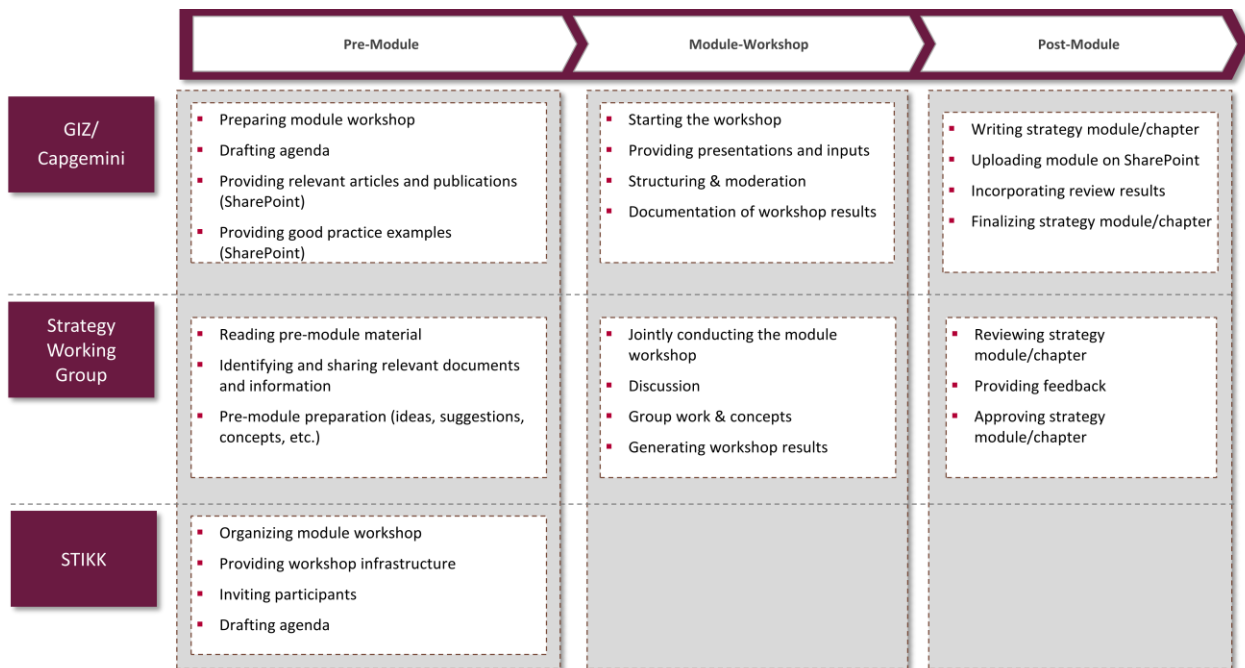 Pre-Module
Module-Workshop
Post-Module
GIZ/
Capgemini
▪ Preparing module workshop
▪ Drafting agenda
▪ Providing relevant articles and publications
(SharePoint)
▪ Providing good practice examples
(SharePoint)
▪ Starting the workshop
▪ Providing presentations and inputs
▪ Structuring & moderation
▪ Documentation of workshop results
▪ Writing strategy module/chapter
▪ Uploading module on SharePoint
▪ Incorporating review results
▪ Finalizing strategy module/chapter
Strategy
Working
Group
▪ Reading pre-module material
▪ Identifying and sharing relevant documents
and information
▪ Pre-module preparation (ideas, suggestions,
concepts, etc.)
▪ Jointly conducting the module
workshop
▪ Discussion
▪ Group work & concepts
▪ Generating workshop results
▪ Reviewing strategy
module/chapter
▪ Providing feedback
▪ Approving strategy
module/chapter
STIKK
▪ Organizing module workshop
▪ Providing workshop infrastructure
▪ Inviting participants
▪ Drafting agenda